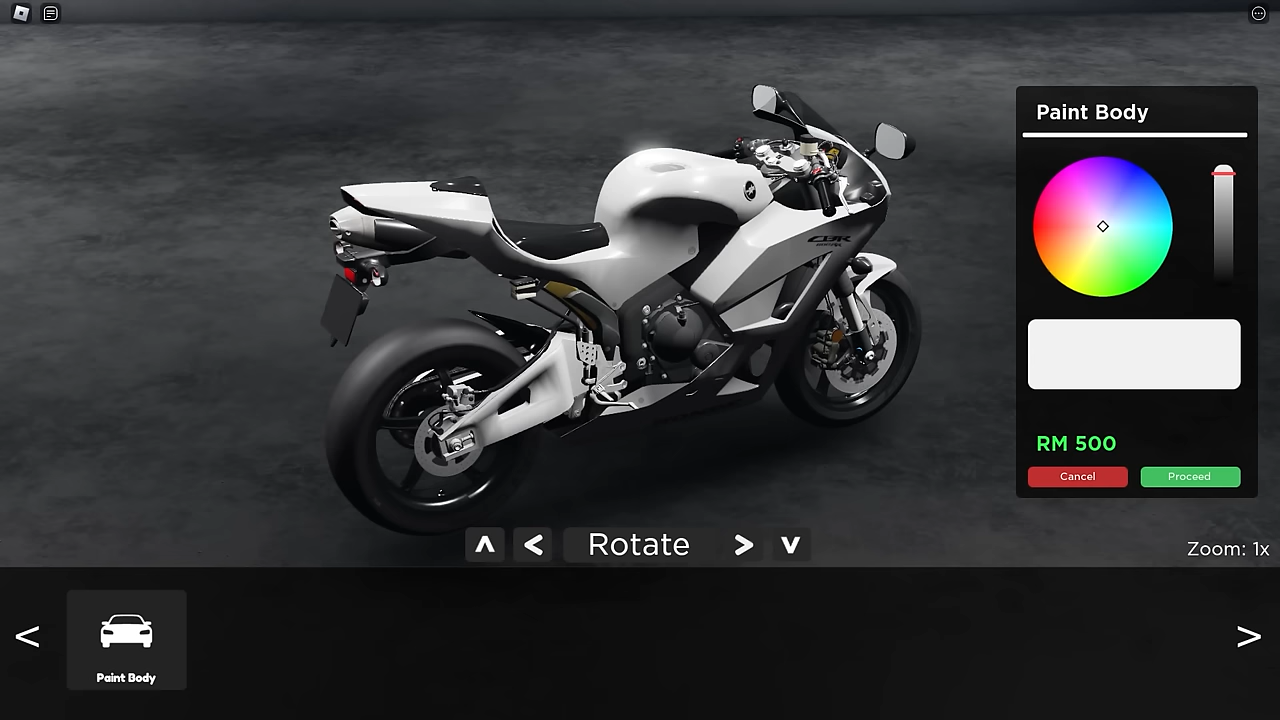 Paint Body
CBR
RM 500
Cancel
Proceed
< Rotate >
Zoom: 1x
<
>
Paint Body